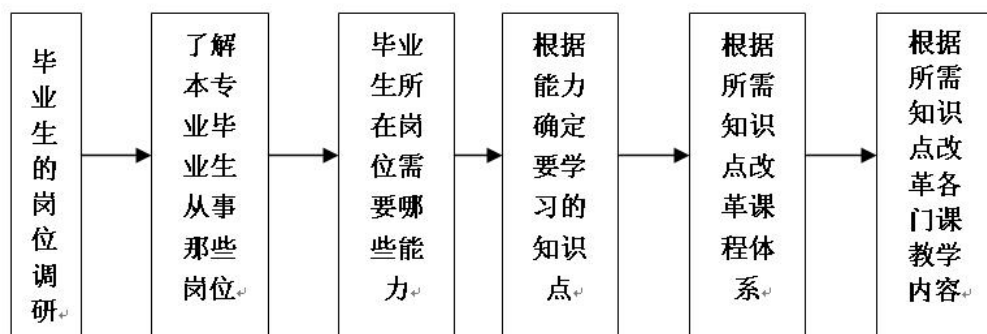 毕业生的岗位调研
了解
本专
业毕
业生
从事
那些
岗位
毕业
生所
在岗
位需
要哪
些能
力
根据
能力
确定
要学
习的
知识
点
根据
所需
知识
点改
革课
程体
系
根据
所需
知识
点改
革各
门课
教学
内容